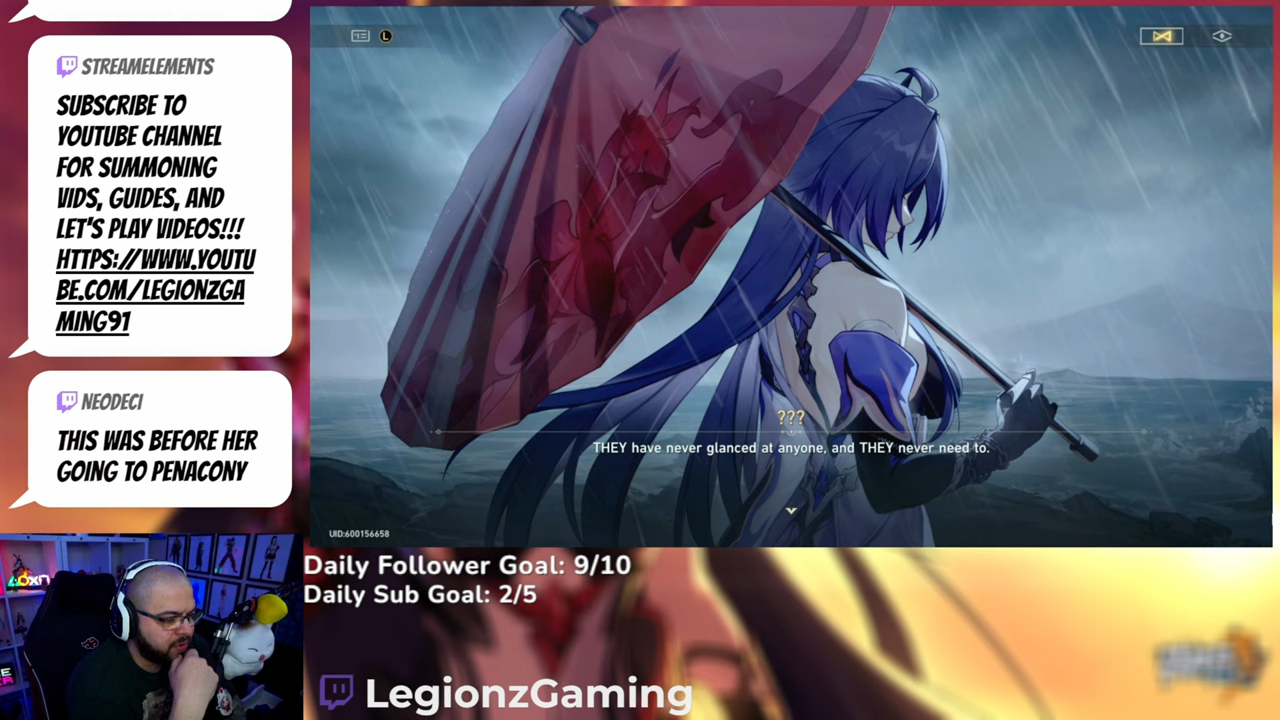 STREAMELEMENTS
SUBSCRIBE TO
YOUTUBE CHANNEL
FOR SUMMONING
VIDS, GUIDES, AND
LET'S PLAY VIDEOS!!!
HTTPS://WWW.YOUTU
BE.COM/LEGIONZGA
MING91
NEODECI
THIS WAS BEFORE HER
GOING TO PENACONY
L
???
THEY have never glanced at anyone, and THEY never need to.
UID:600156658
Daily Follower Goal: 9/10
Daily Sub Goal: 2/5
LegionzGaming